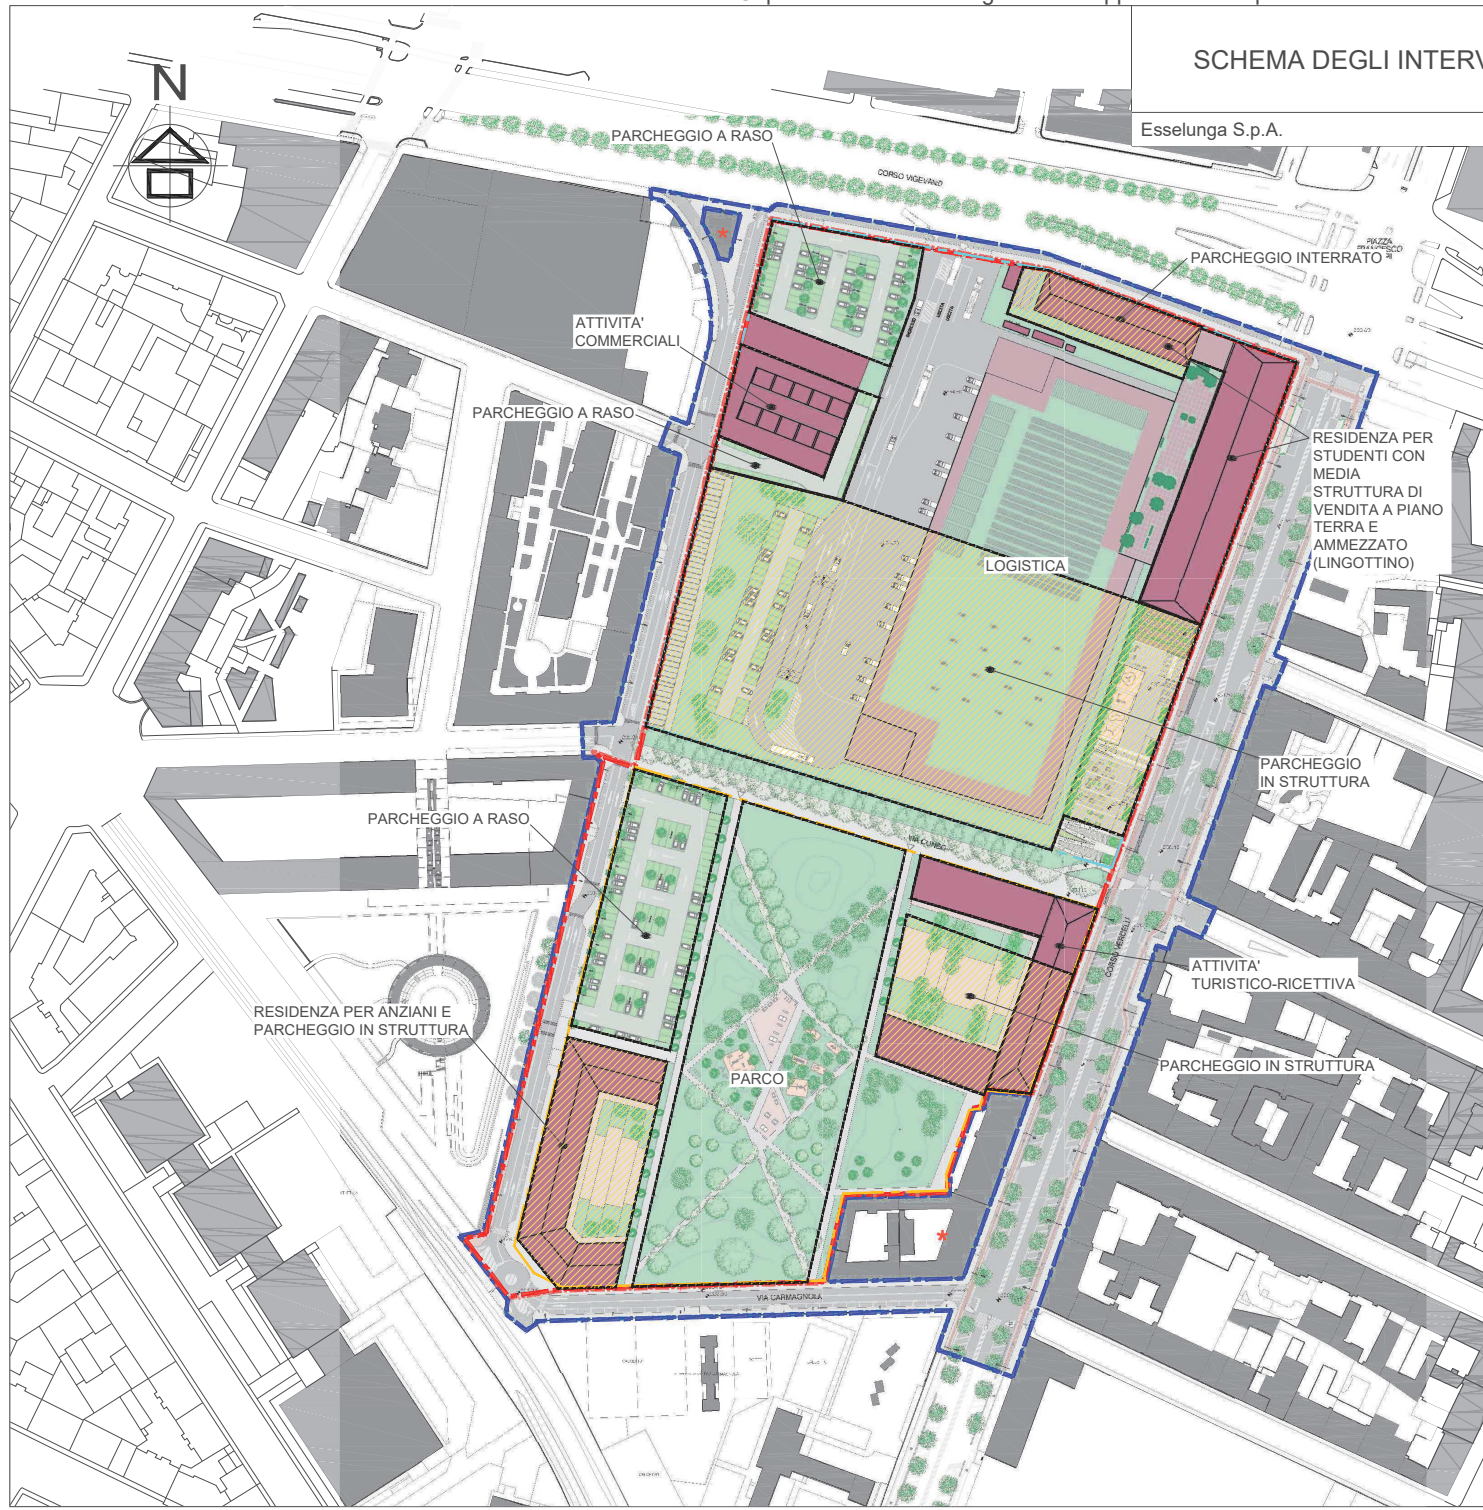 SCHEMA DEGLI INTERV
Esselunga S.p.A.
N
PARCHEGGIO A RASO
CORSO VIGEVANO
PIAZZA
FRANCESCO
PARCHEGGIO INTERRATO
ATTIVITA'
COMMERCIALI
PARCHEGGIO A RASO
RESIDENZA PER
STUDENTI CON
MEDIA
STRUTTURA DI
VENDITA A PIANO
TERRA E
AMMEZZATO
(LINGOTTINO)
LOGISTICA
PARCHEGGIO
IN STRUTTURA
PARCHEGGIO A RASO
VIA CUNEO
CORSO VERCELLI
ATTIVITA'
TURISTICO-RICETTIVA
RESIDENZA PER ANZIANI E
PARCHEGGIO IN STRUTTURA
PARCO
PARCHEGGIO IN STRUTTURA
VIA CARMAGNOLA